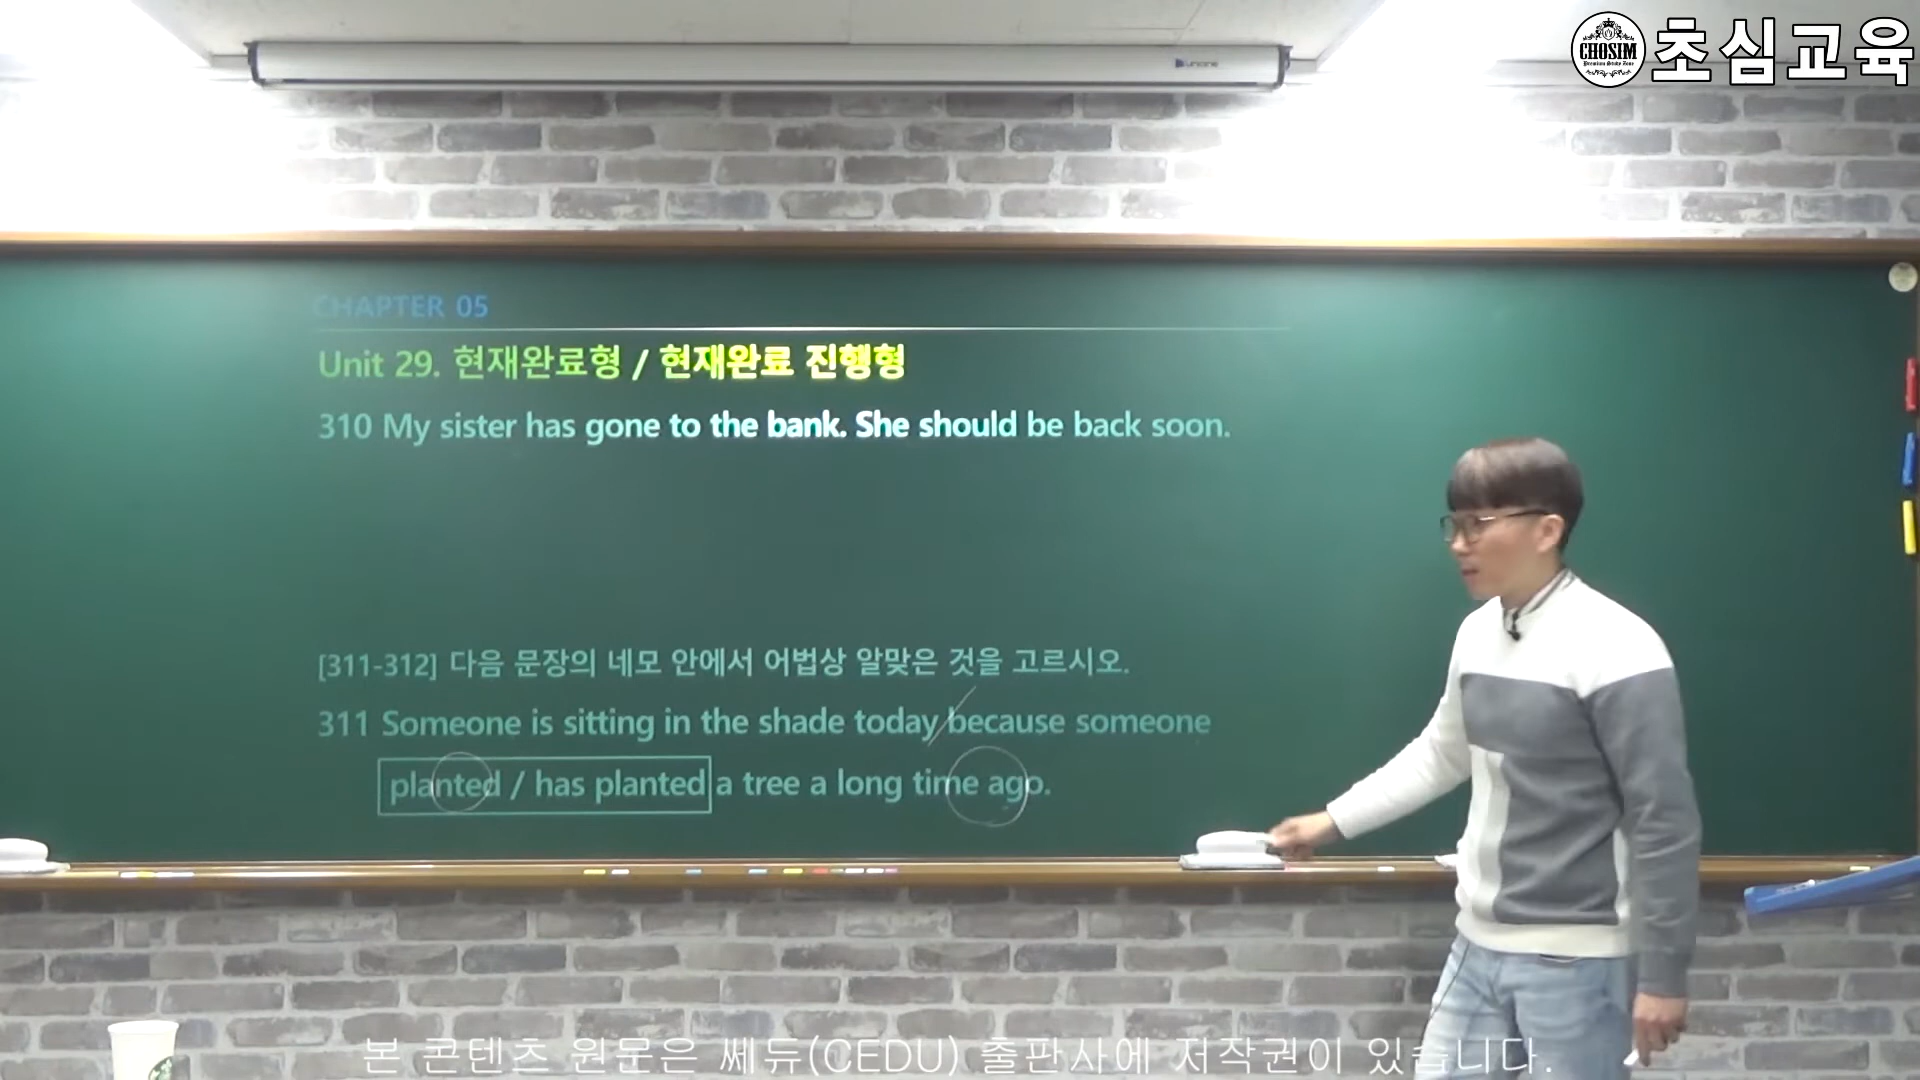 CHOSIM
Premium Study Zone
초심교육
CHAPTER 05
Unit 29. 현재완료형 / 현재완료 진행형
310 My sister has gone to the bank. She should be back soon.
[311-312] 다음 문장의 네모 안에서 어법상 알맞은 것을 고르시오.
311 Someone is sitting in the shade today because someone
planted / has planted a tree a long time ago.
본 콘텐츠 원문은 쎄듀(CEDU) 출판사에 저작권이 있습니다.